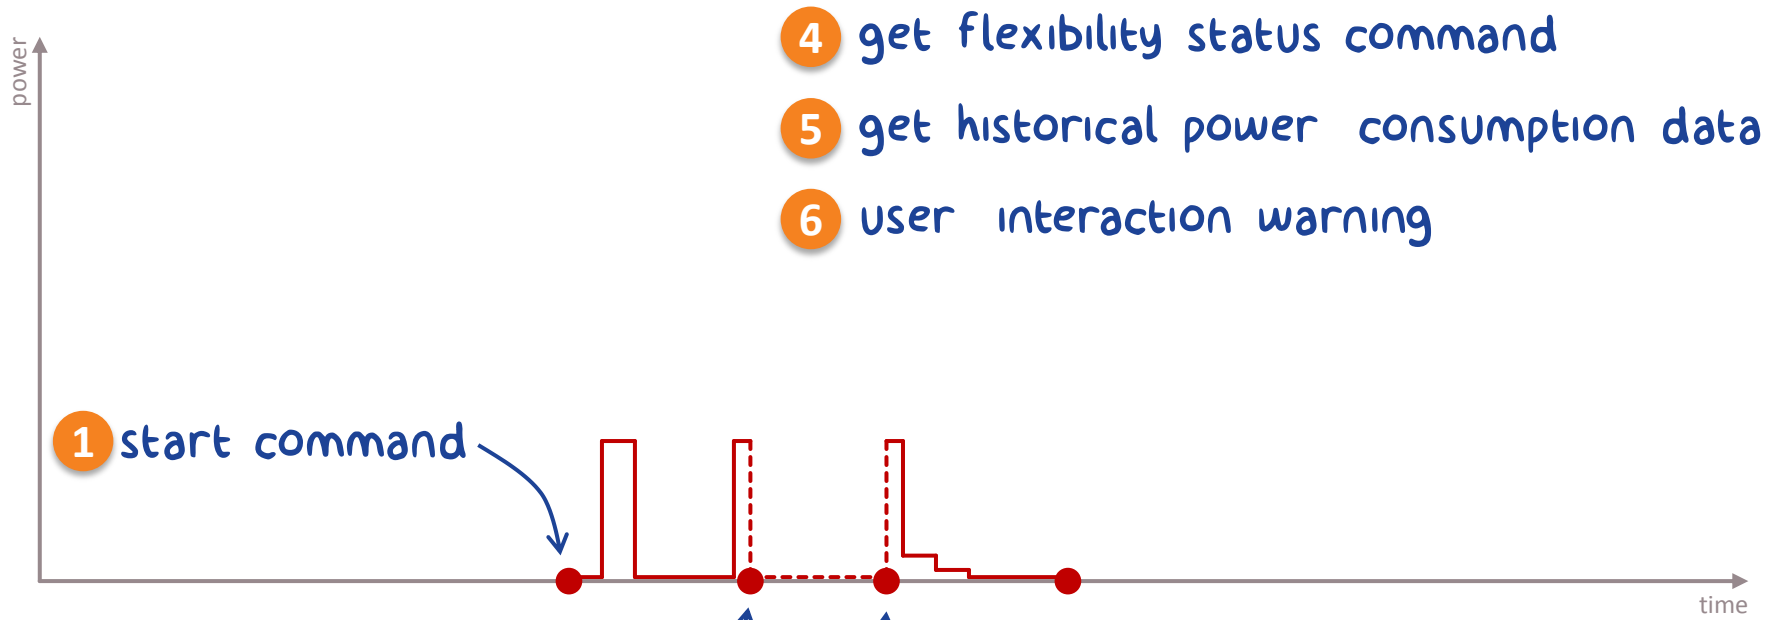 4 get flexibility status command
power
5 get historical power consumption data
6 user interaction warning
1 start command
time